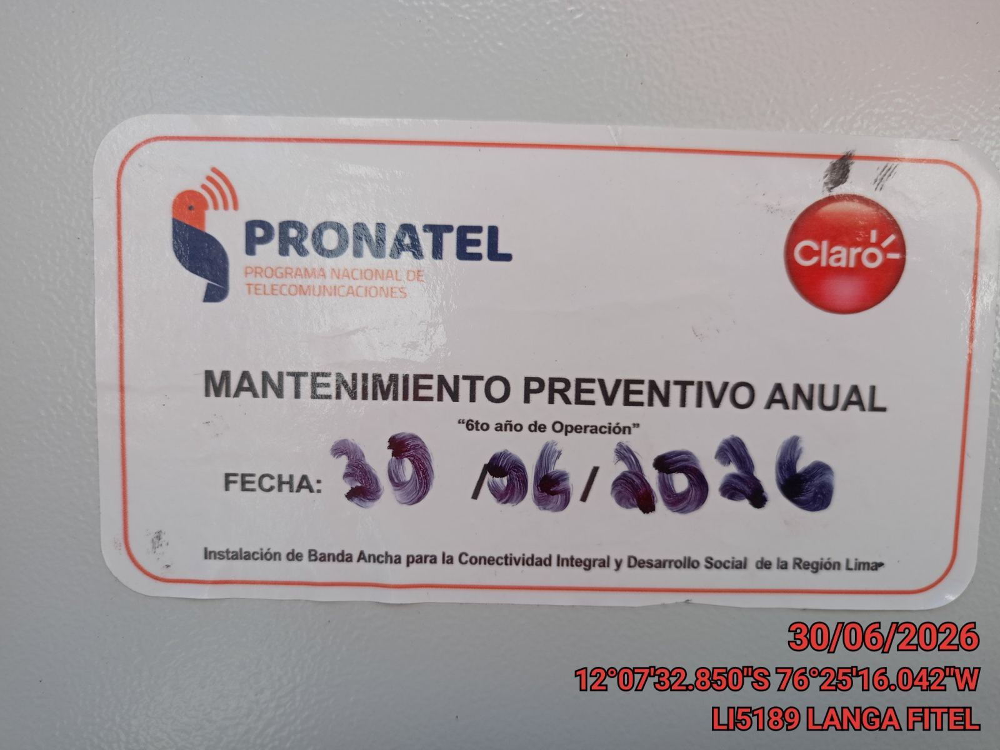 PRONATEL
PROGRAMA NACIONAL DE
TELECOMUNICACIONES
Claro
MANTENIMIENTO PREVENTIVO ANUAL
“6to año de Operación”
FECHA: 30 /06/2026
Instalación de Banda Ancha para la Conectividad Integral y Desarrollo Social de la Región Lima
30/06/2026
12°07'32.850"S 76°25'16.042"W
LI5189 LANGA FITEL